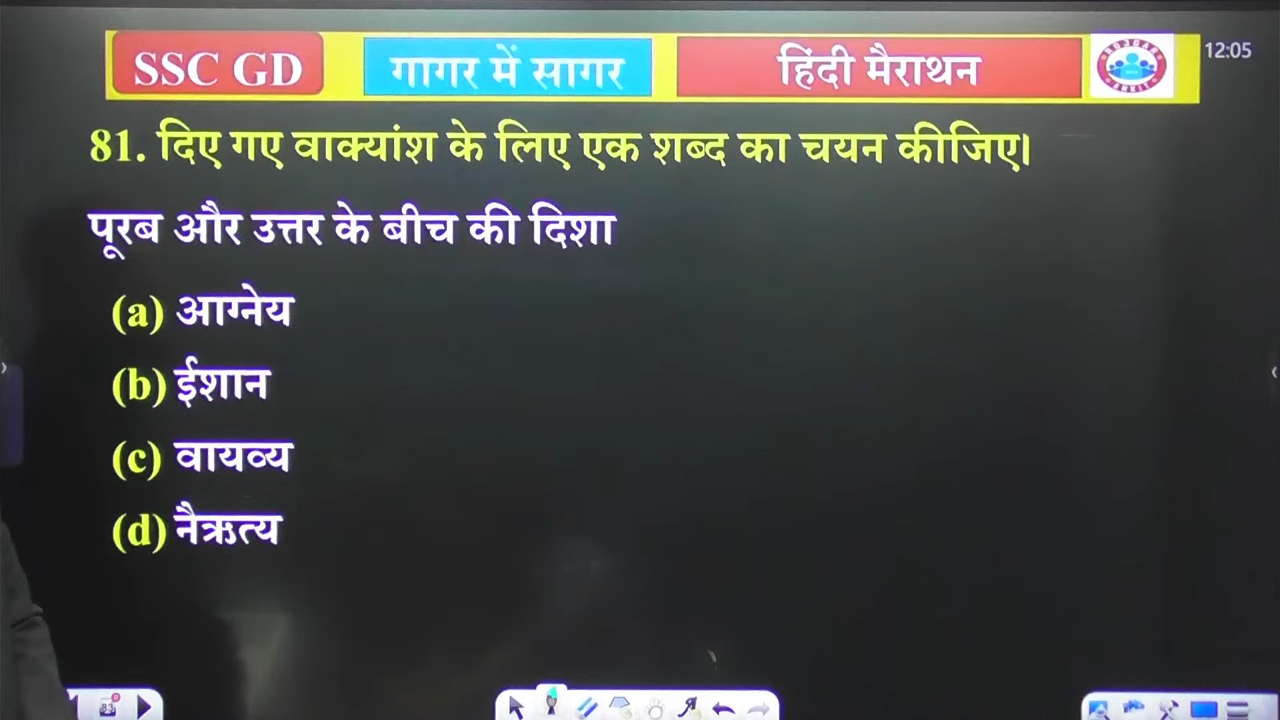 SSC GD
गागर में सागर
हिंदी मैराथन
12:05
81. दिए गए वाक्यांश के लिए एक शब्द का चयन कीजिए।
पूरब और उत्तर के बीच की दिशा
(a) आग्नेय
(b) ईशान
(c) वायव्य
(d) नैऋत्य
83